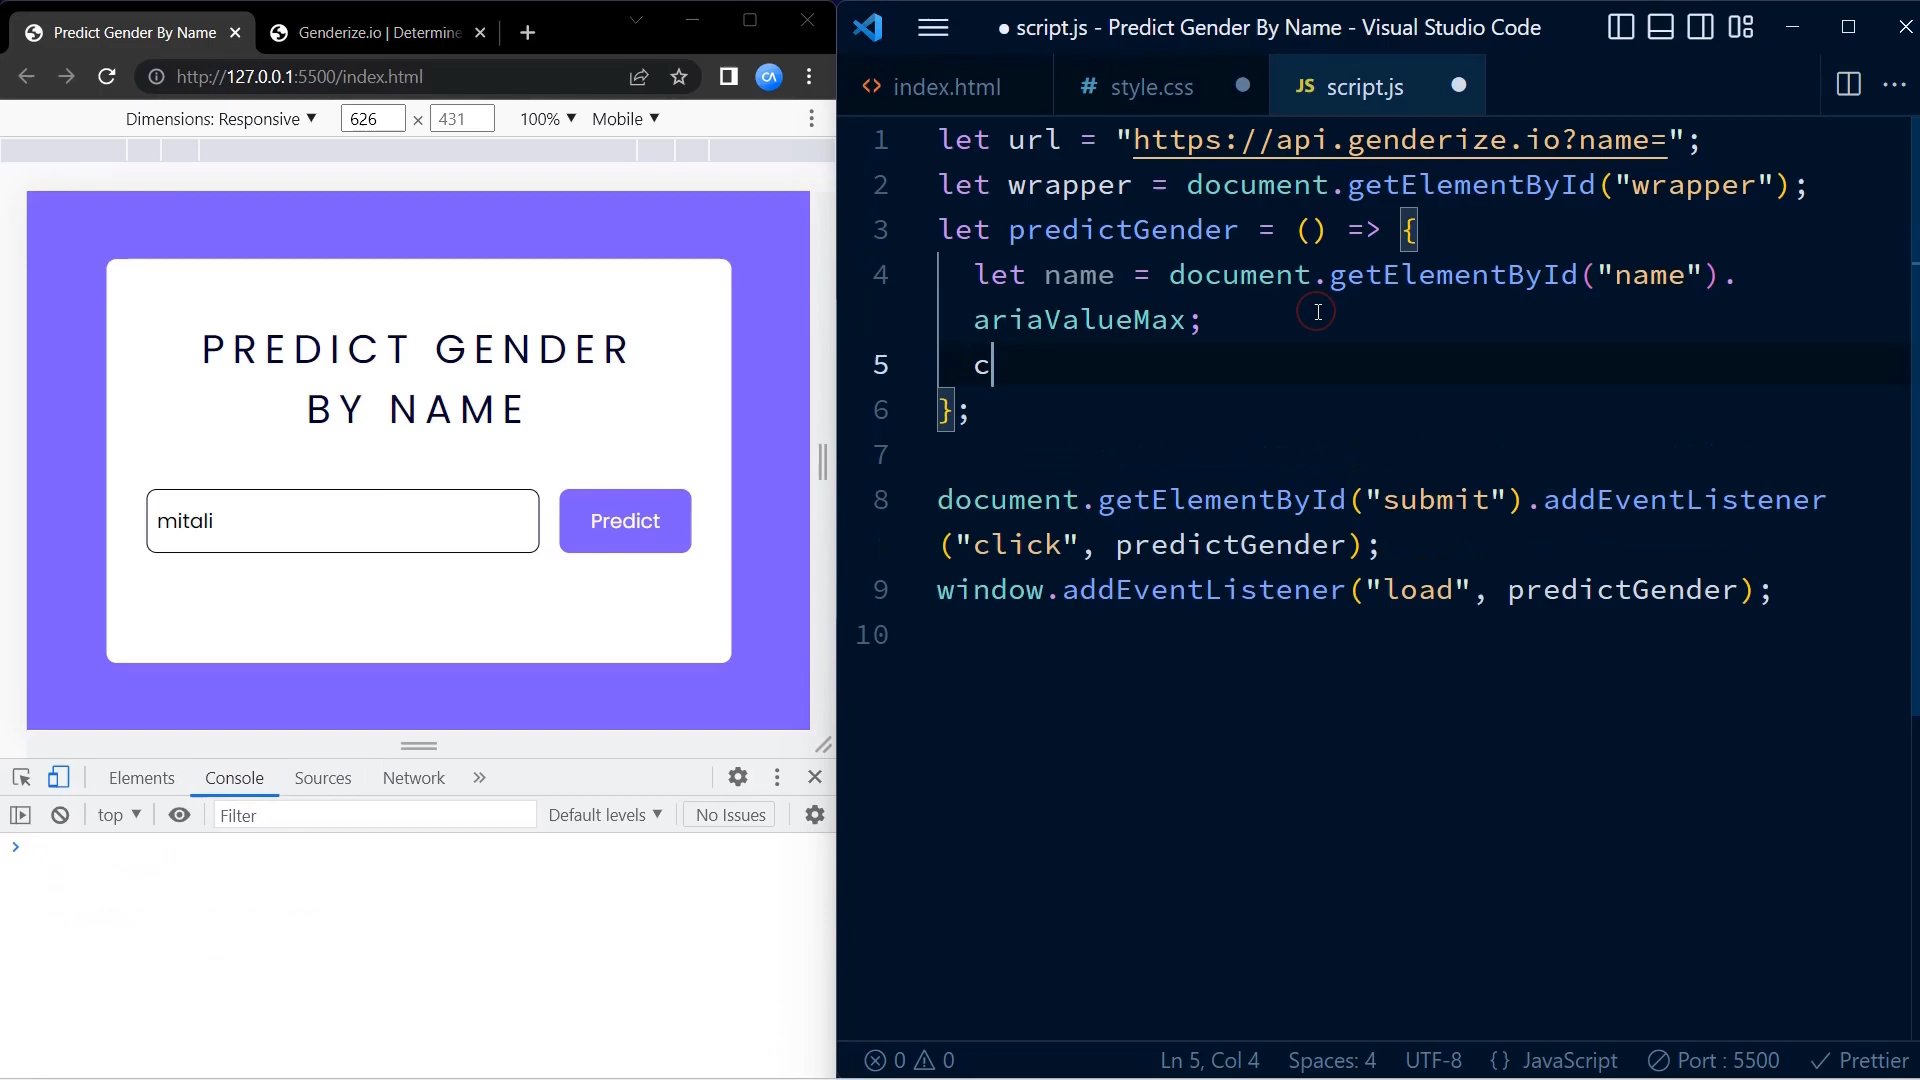 Predict Gender By Name
Genderize.io | Determine
http://127.0.0.1:5500/index.html
CA
Dimensions: Responsive
626
×
431
100%
Mobile
PREDICT GENDER
BY NAME
mitali
Predict
Elements
Console
Sources
Network
top
Filter
Default levels
No Issues
● script.js - Predict Gender By Name - Visual Studio Code
<> index.html
# style.css
JS script.js
1 let url = "https://api.genderize.io?name=";
2 let wrapper = document.getElementById("wrapper");
3 let predictGender = () => {
4 let name = document.getElementById("name").
ariaValueMax;
5 c
6 };
7
8 document.getElementById("submit").addEventListener
("click", predictGender);
9 window.addEventListener("load", predictGender);
10
0 0 Ln 5, Col 4 Spaces: 4 UTF-8 {} JavaScript Port : 5500 Prettier